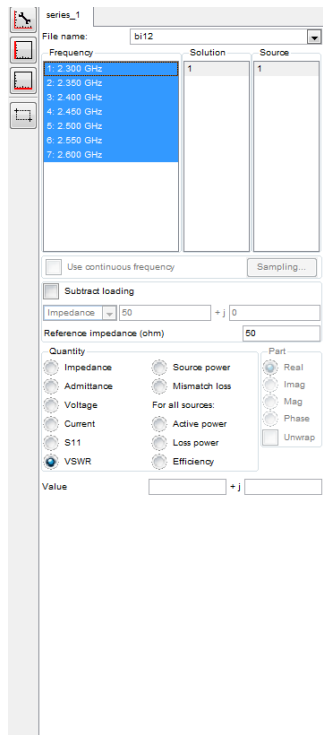 series_1
File name: bi12
Frequency Solution Source
1: 2.300 GHz 1 1
2: 2.350 GHz
3: 2.400 GHz
4: 2.450 GHz
5: 2.500 GHz
6: 2.550 GHz
7: 2.600 GHz
Use continuous frequency Sampling...
Subtract loading
Impedance 50 + j 0
Reference impedance (ohm) 50
Quantity Part
Impedance Source power Real
Admittance Mismatch loss Imag
Voltage For all sources: Mag
Current Active power Phase
S11 Loss power Unwrap
VSWR Efficiency
Value + j